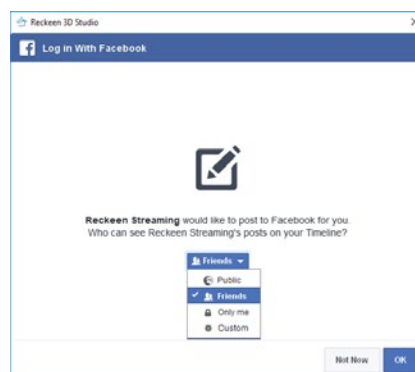 Reckeen 3D Studio
Log in With Facebook
Reckeen Streaming would like to post to Facebook for you.
Who can see Reckeen Streaming's posts on your Timeline?
Friends
Public
Friends
Only me
Custom
Not Now
OK